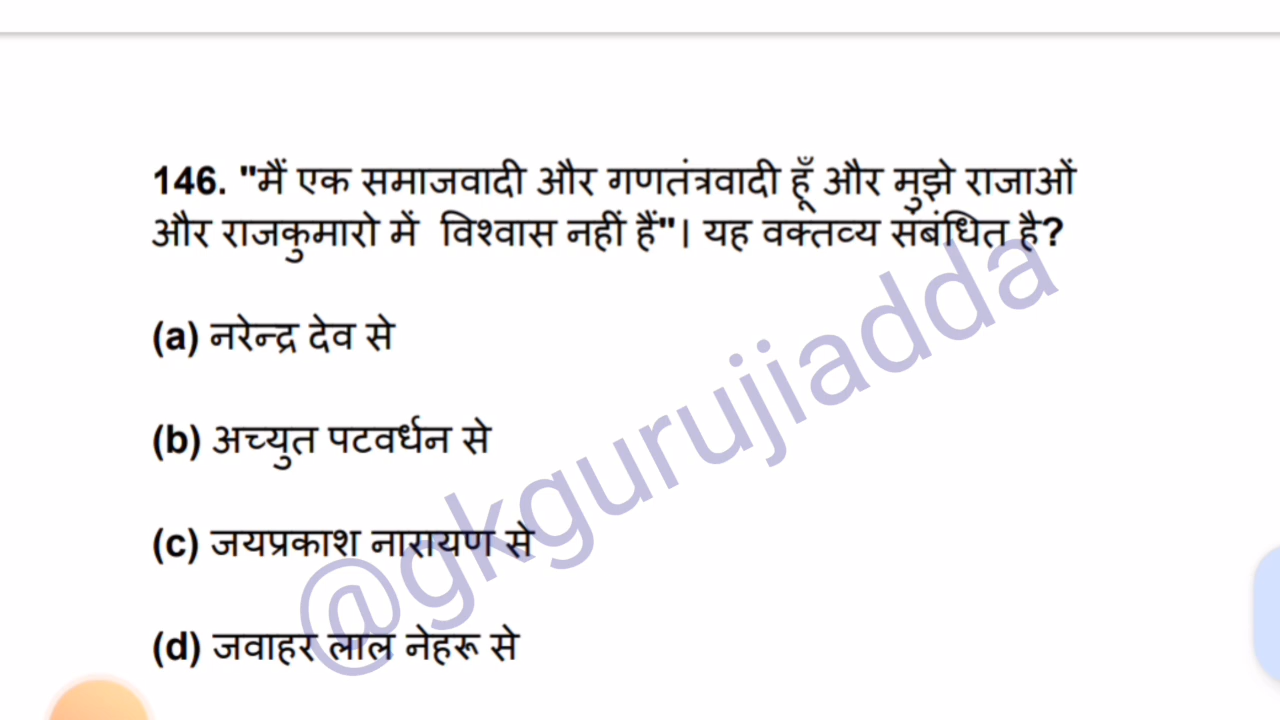 146. "मैं एक समाजवादी और गणतंत्रवादी हूँ और मुझे राजाओं
और राजकुमारो में विश्वास नहीं हैं"। यह वक्तव्य संबंधित है?
(a) नरेन्द्र देव से
(b) अच्युत पटवर्धन से
(c) जयप्रकाश नारायण से
(d) जवाहर लाल नेहरू से
@gkgurujiadda